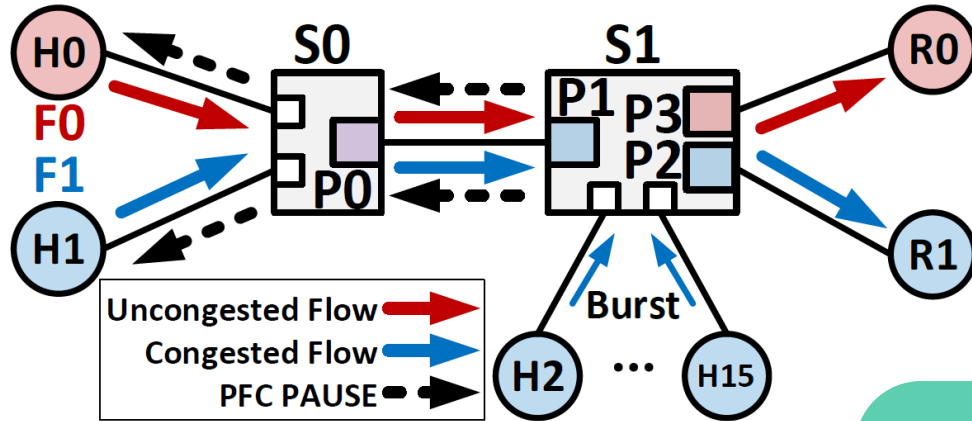 H0
S0
S1
R0
F0
F1
P1
P3
P2
P0
H1
R1
Uncongested Flow
Congested Flow
PFC PAUSE
Burst
H2
...
H15